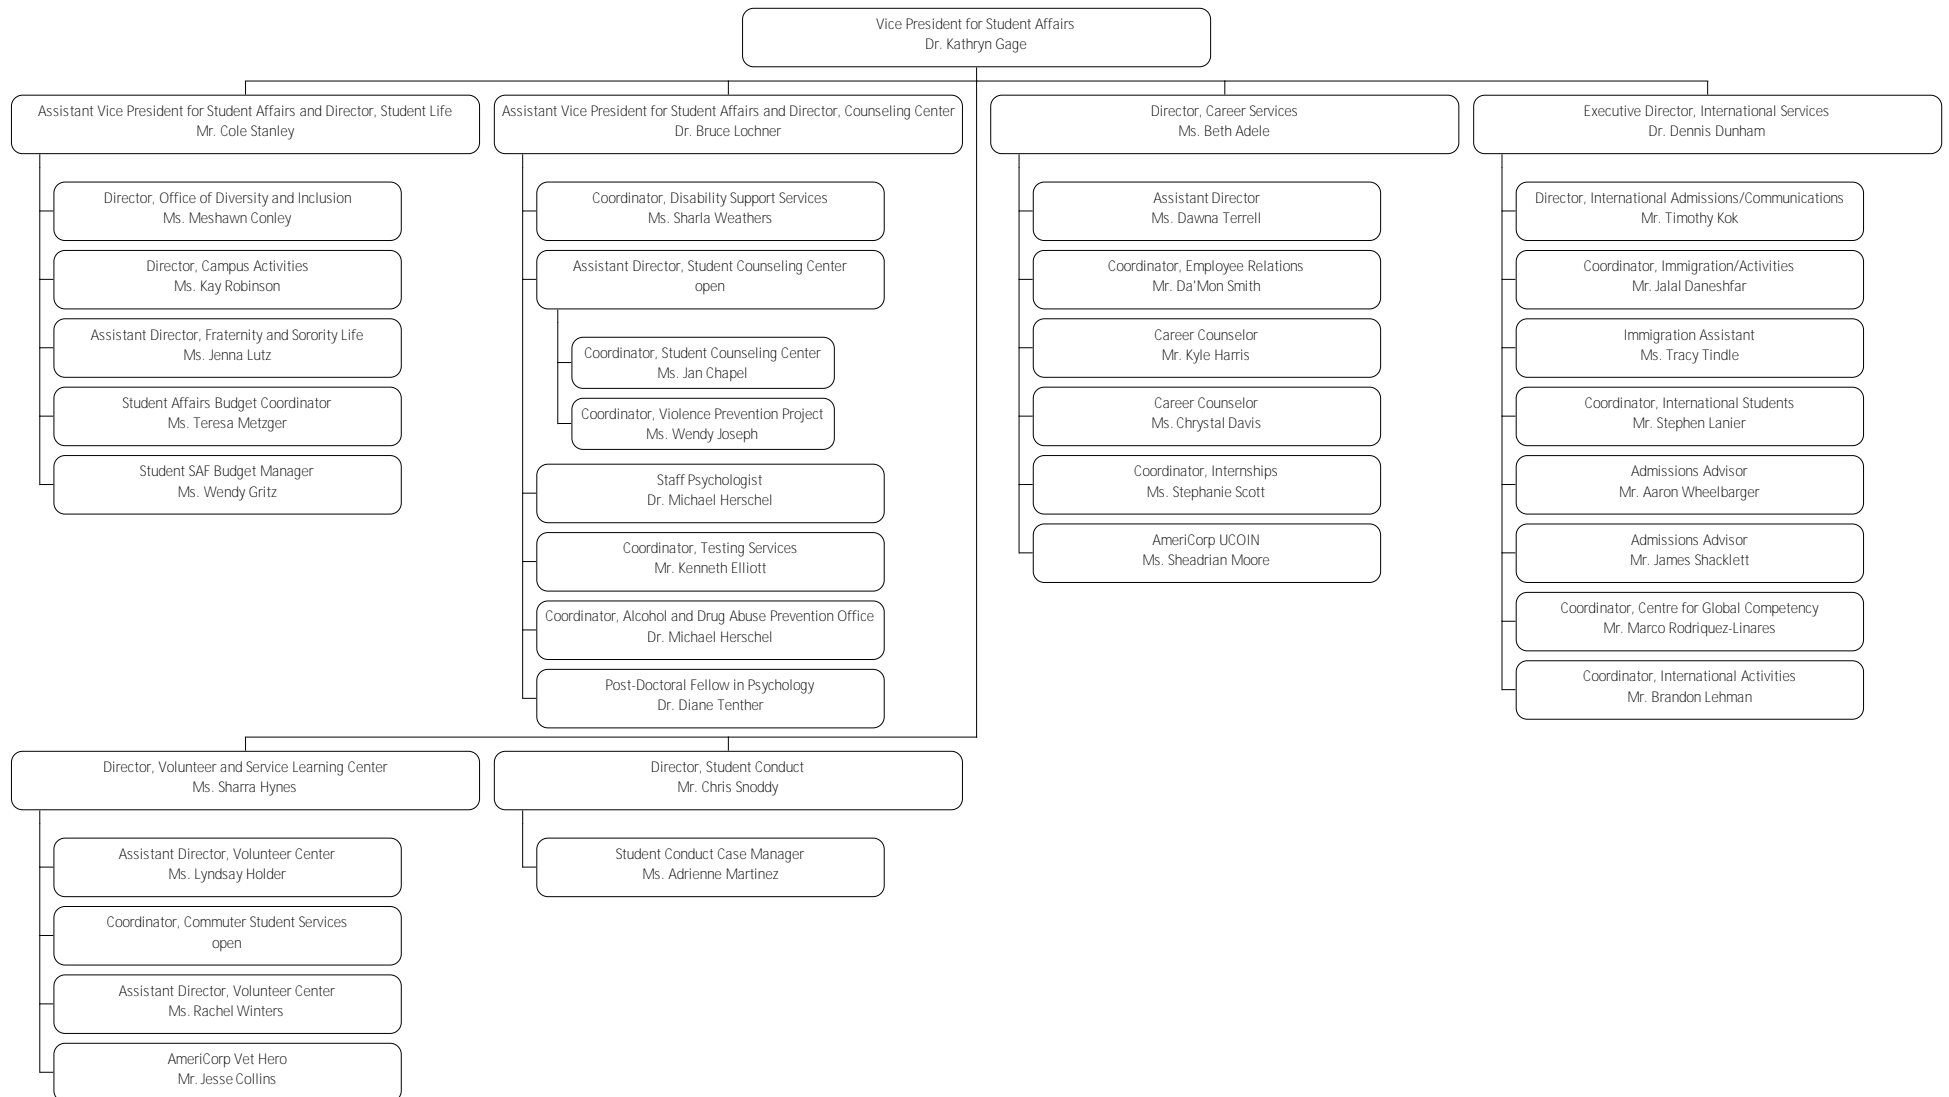 Vice President for Student Affairs
Dr. Kathryn Gage
Assistant Vice President for Student Affairs and Director, Student Life
Mr. Cole Stanley
Director, Office of Diversity and Inclusion
Ms. Meshawn Conley
Director, Campus Activities
Ms. Kay Robinson
Assistant Director, Fraternity and Sorority Life
Ms. Jenna Lutz
Student Affairs Budget Coordinator
Ms. Teresa Metzger
Student SAF Budget Manager
Ms. Wendy Gritz
Assistant Vice President for Student Affairs and Director, Counseling Center
Dr. Bruce Lochner
Coordinator, Disability Support Services
Ms. Sharla Weathers
Assistant Director, Student Counseling Center
open
Coordinator, Student Counseling Center
Ms. Jan Chapel
Coordinator, Violence Prevention Project
Ms. Wendy Joseph
Staff Psychologist
Dr. Michael Herschel
Coordinator, Testing Services
Mr. Kenneth Elliott
Coordinator, Alcohol and Drug Abuse Prevention Office
Dr. Michael Herschel
Post-Doctoral Fellow in Psychology
Dr. Diane Tenther
Director, Career Services
Ms. Beth Adele
Assistant Director
Ms. Dawna Terrell
Coordinator, Employee Relations
Mr. Da'Mon Smith
Career Counselor
Mr. Kyle Harris
Career Counselor
Ms. Chrystal Davis
Coordinator, Internships
Ms. Stephanie Scott
AmeriCorp UCOIN
Ms. Sheadrian Moore
Executive Director, International Services
Dr. Dennis Dunham
Director, International Admissions/Communications
Mr. Timothy Kok
Coordinator, Immigration/Activities
Mr. Jalal Daneshfar
Immigration Assistant
Ms. Tracy Tindle
Coordinator, International Students
Mr. Stephen Lanier
Admissions Advisor
Mr. Aaron Wheelbarger
Admissions Advisor
Mr. James Shacklett
Coordinator, Centre for Global Competency
Mr. Marco Rodriquez-Linares
Coordinator, International Activities
Mr. Brandon Lehman
Director, Volunteer and Service Learning Center
Ms. Sharra Hynes
Assistant Director, Volunteer Center
Ms. Lyndsay Holder
Coordinator, Commuter Student Services
open
Assistant Director, Volunteer Center
Ms. Rachel Winters
AmeriCorp Vet Hero
Mr. Jesse Collins
Director, Student Conduct
Mr. Chris Snoddy
Student Conduct Case Manager
Ms. Adrienne Martinez